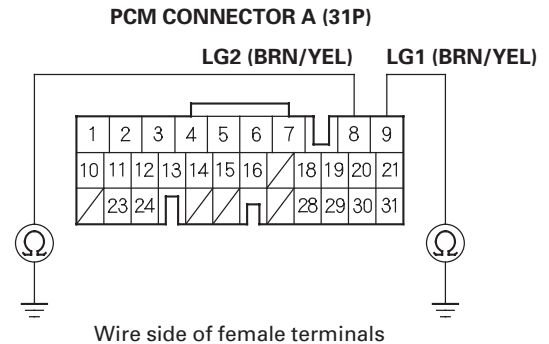 PCM CONNECTOR A (31P)
LG2 (BRN/YEL) LG1 (BRN/YEL)
1 2 3 4 5 6 7 8 9
10 11 12 13 14 15 16 18 19 20 21
23 24 28 29 30 31
Ω Ω
Wire side of female terminals